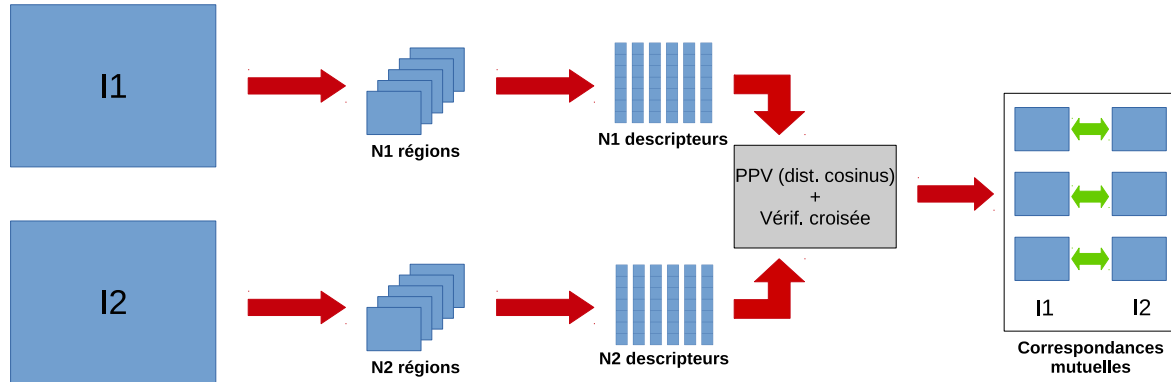 I1
N1 régions
N1 descripteurs
PPV (dist. cosinus)
+
Vérif. croisée
I2
N2 régions
N2 descripteurs
I1 I2
Correspondances
mutuelles